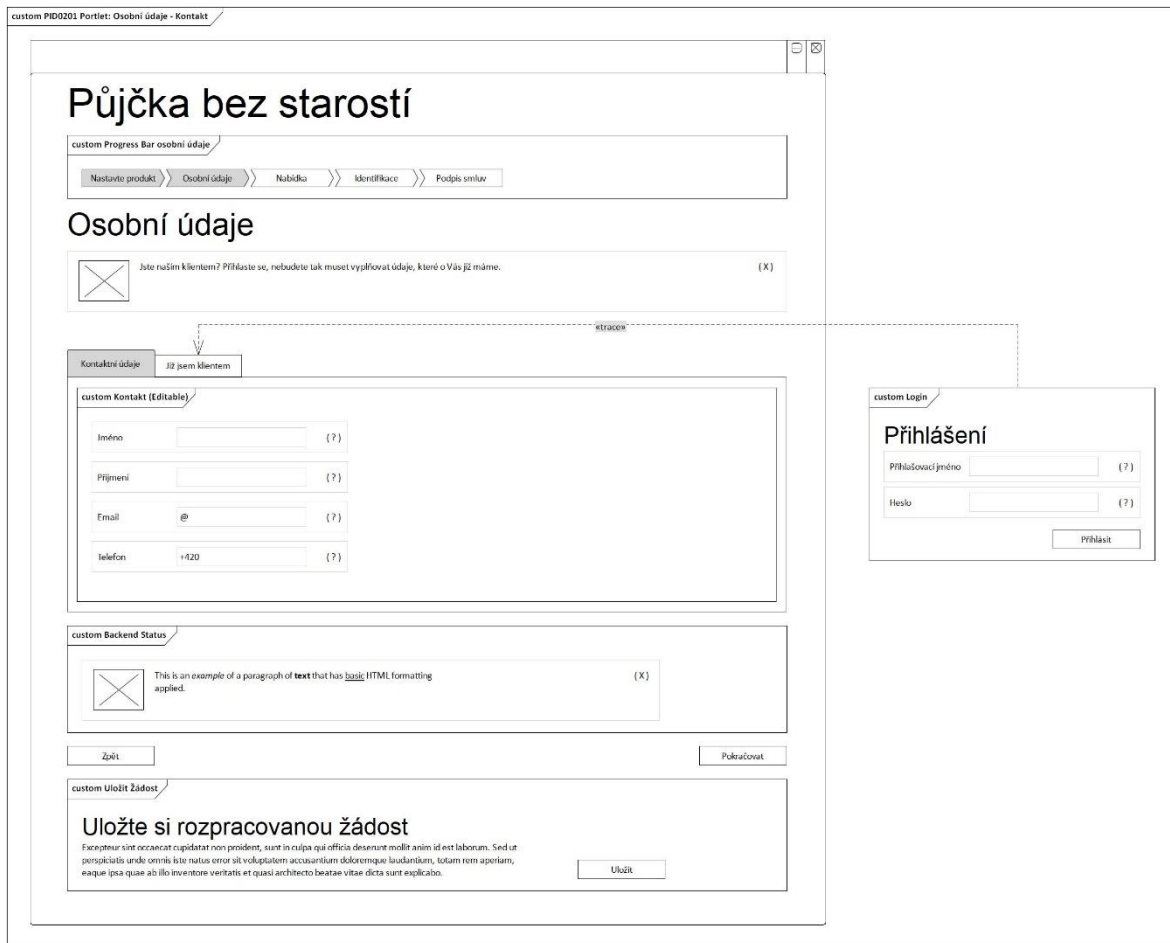 custom PID0201 Portlet: Osobní údaje - Kontakt
Půjčka bez starostí
custom Progress Bar osobní údaje
Nastavte produkt Osobní údaje Nabídka Identifikace Podpis smluv
Osobní údaje
Jste naším klientem? Přihlaste se, nebudete tak muset vyplňovat údaje, které o Vás již máme. (X)
«trace»
Kontaktní údaje Již jsem klientem
custom Kontakt (Editable)
Jméno (?)
Příjmení (?)
Email @ (?)
Telefon +420 (?)
custom Login
Přihlášení
Přihlašovací jméno (?)
Heslo (?)
Přihlásit
custom Backend Status
This is an example of a paragraph of text that has basic HTML formatting (X)
applied.
Zpět Pokračovat
custom Uložit Žádost
Uložte si rozpracovanou žádost
Excepteur sint occaecat cupidatat non proident, sunt in culpa qui officia deserunt mollit anim id est laborum. Sed ut
perspiciatis unde omnis iste natus error sit voluptatem accusantium doloremque laudantium, totam rem aperiam,
eaque ipsa quae ab illo inventore veritatis et quasi architecto beatae vitae dicta sunt explicabo.
Uložit